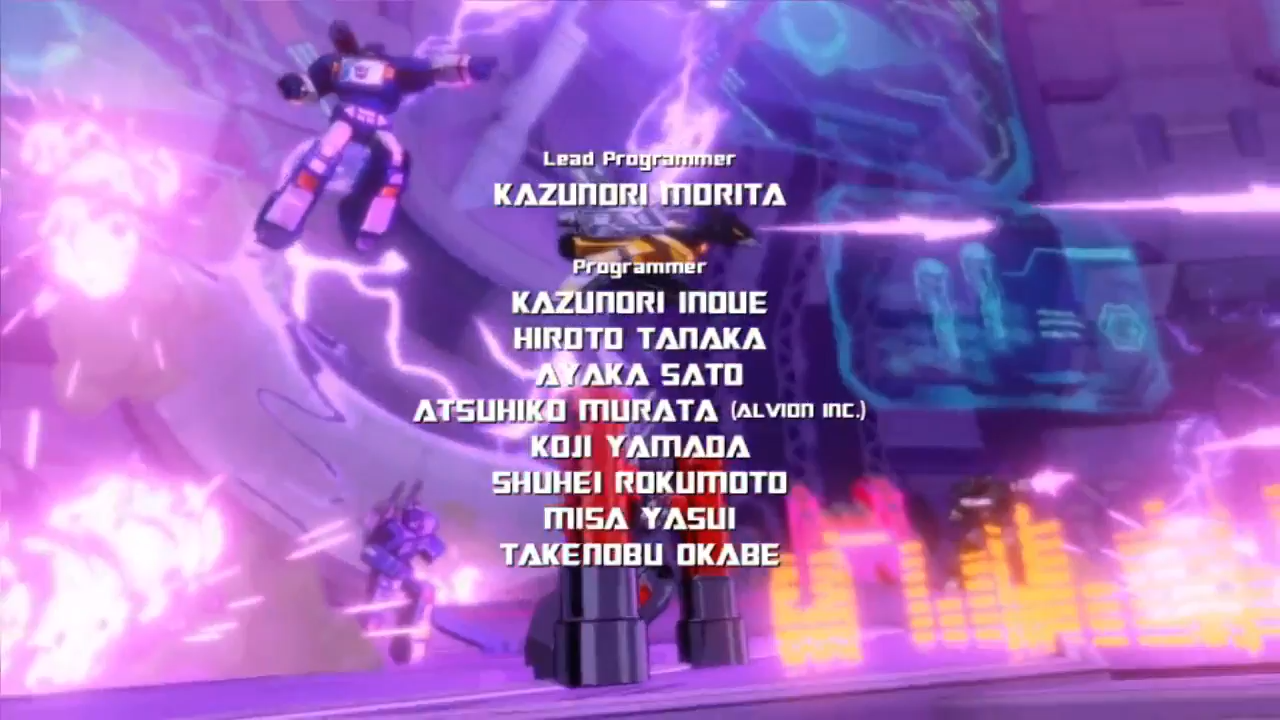 Lead Programmer
KAZUNORI MORITA
Programmer
KAZUNORI INOUE
HIROTO TANAKA
AYAKA SATO
ATSUHIKO MURATA (ALVION INC.)
KOJI YAMADA
SHUHEI ROKUMOTO
MISA YASUI
TAKENOBU OKABE